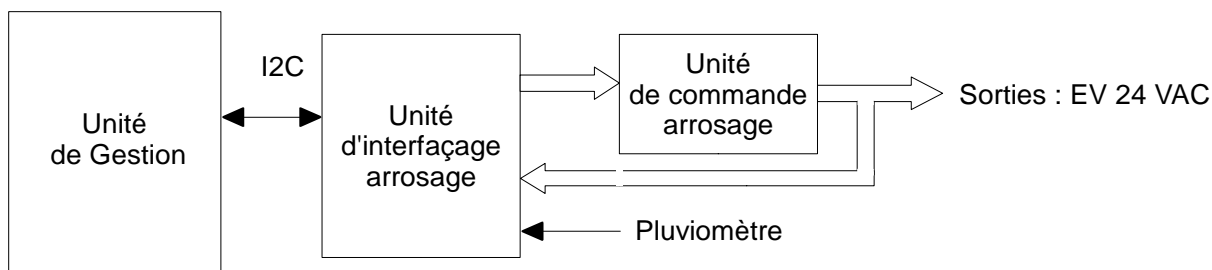 Unité
de Gestion
I2C
Unité
d'interfaçage
arrosage
Unité
de commande
arrosage
Sorties : EV 24 VAC
Pluviomètre